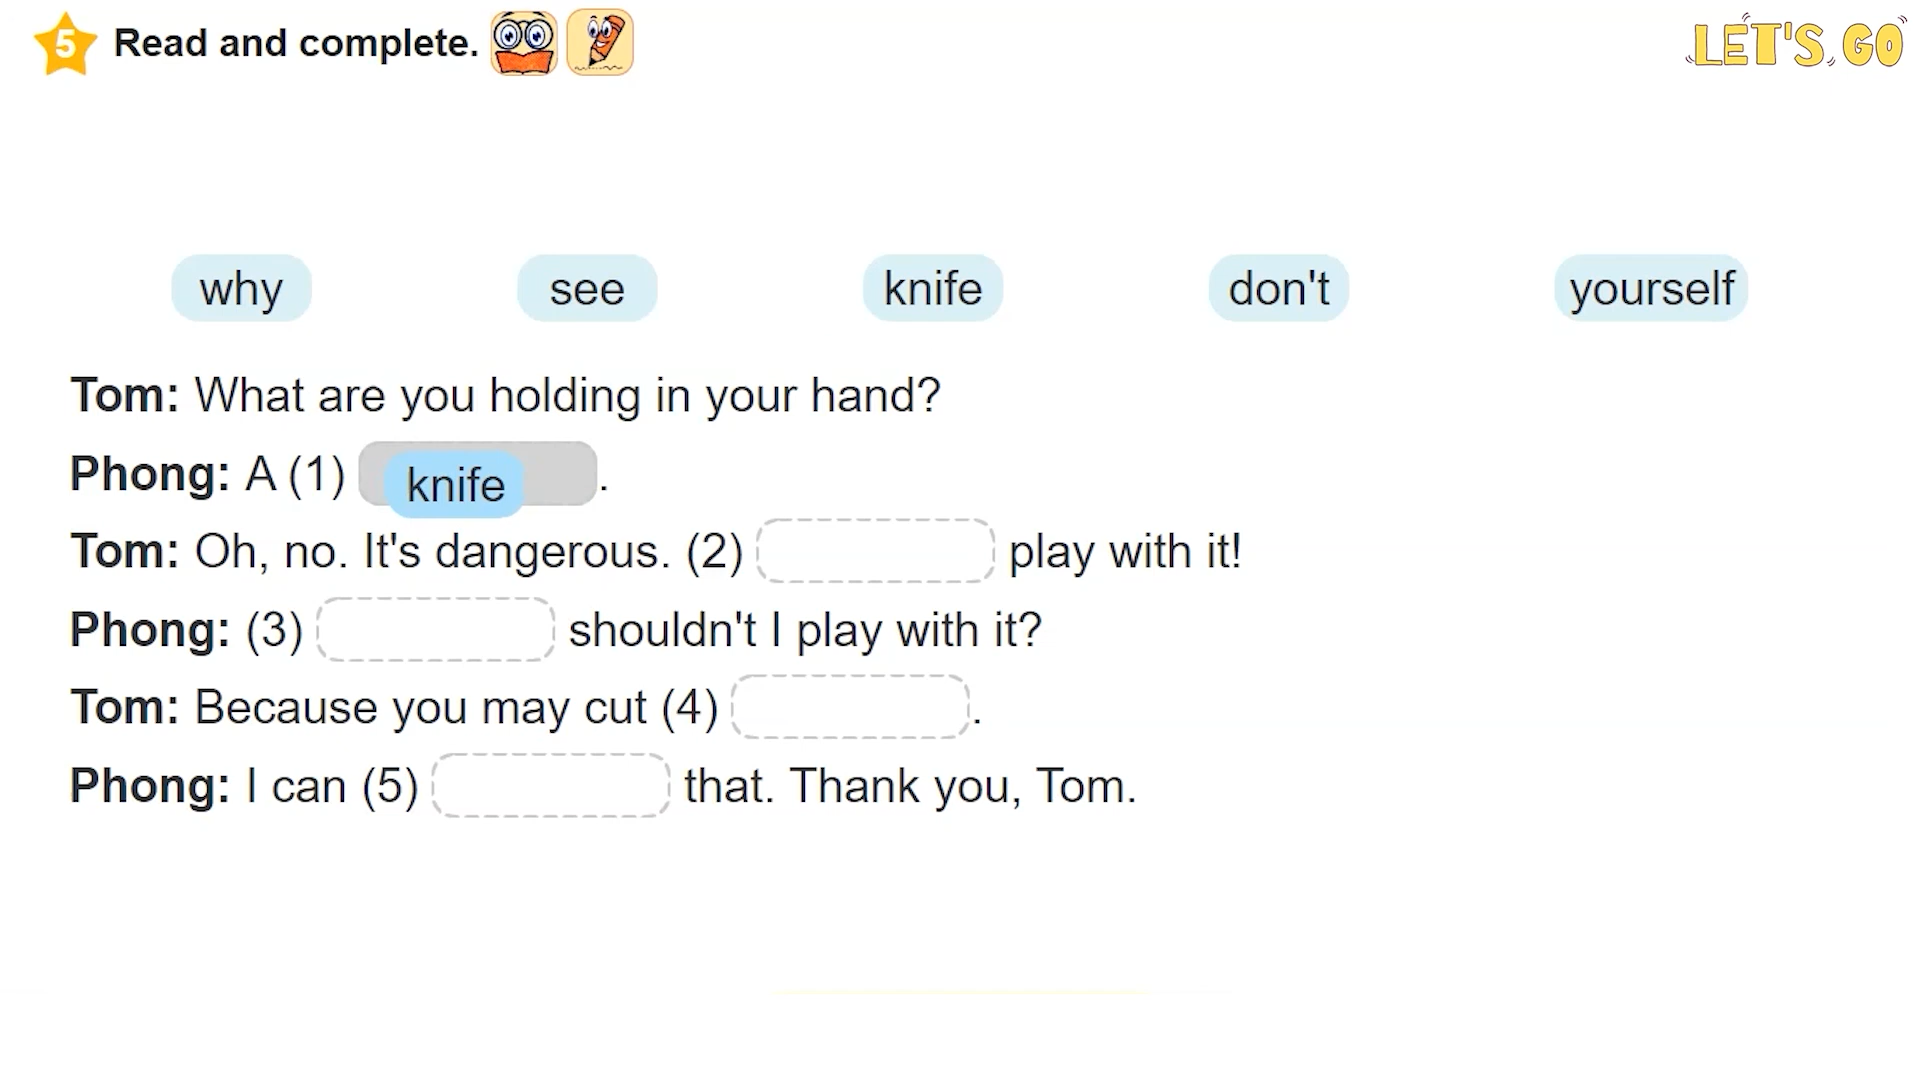 5 Read and complete.
LET'S GO
why see knife don't yourself
Tom: What are you holding in your hand?
Phong: A (1) knife .
Tom: Oh, no. It's dangerous. (2) play with it!
Phong: (3) shouldn't I play with it?
Tom: Because you may cut (4) .
Phong: I can (5) that. Thank you, Tom.